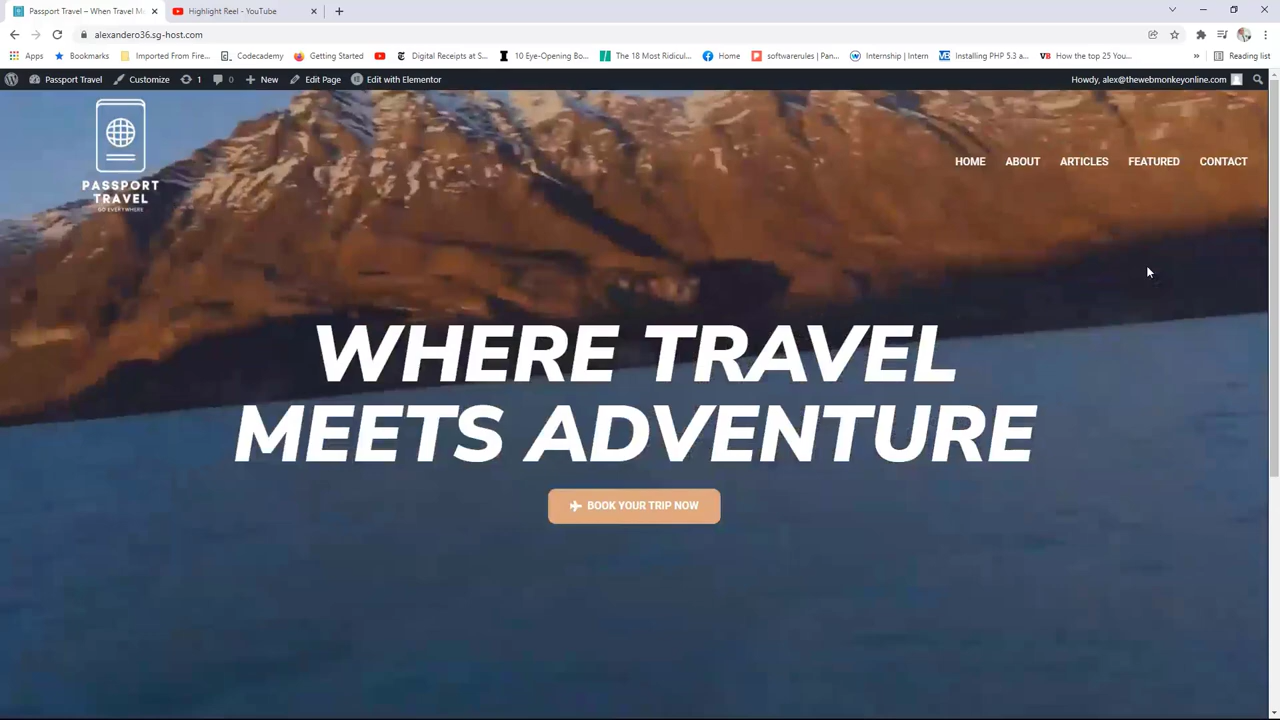 Passport Travel – When Travel M
Highlight Reel - YouTube
alexandero36.sg-host.com
Apps
Bookmarks
Imported From Fire...
Codecademy
Getting Started
Digital Receipts at S...
10 Eye-Opening Bo...
The 18 Most Ridicul...
Home
softwarerules | Pan...
Internship | Intern
Installing PHP 5.3 a...
How the top 25 You...
»
Reading list
Passport Travel
Customize
1
0
New
Edit Page
Edit with Elementor
Howdy, alex@thewebmonkeyonline.com
PASSPORT
TRAVEL
GO EVERYWHERE
HOME
ABOUT
ARTICLES
FEATURED
CONTACT
WHERE TRAVEL
MEETS ADVENTURE
BOOK YOUR TRIP NOW